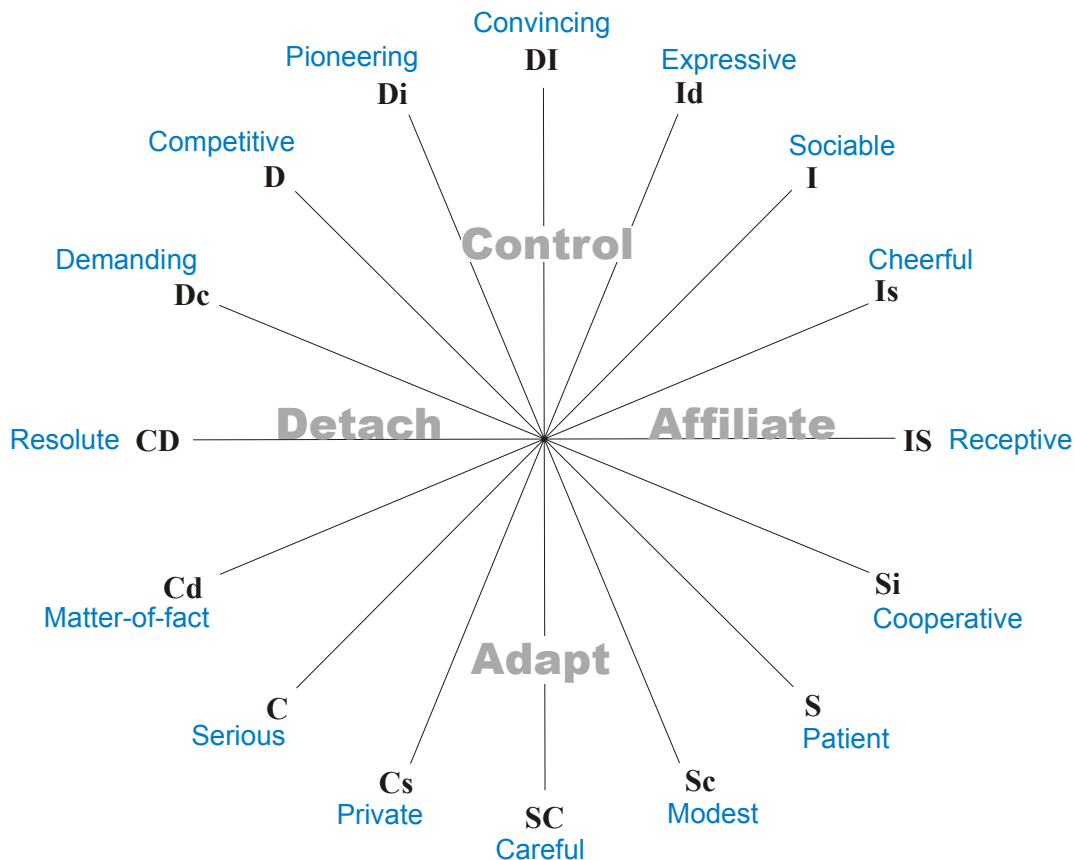 Convincing
DI
Pioneering
Di
Expressive
Id
Competitive
D
Sociable
I
Control
Demanding
Dc
Cheerful
Is
Detach
Affiliate
Resolute CD
IS Receptive
Cd
Matter-of-fact
Si
Cooperative
Adapt
C
Serious
S
Patient
Cs
Private
Sc
Modest
SC
Careful